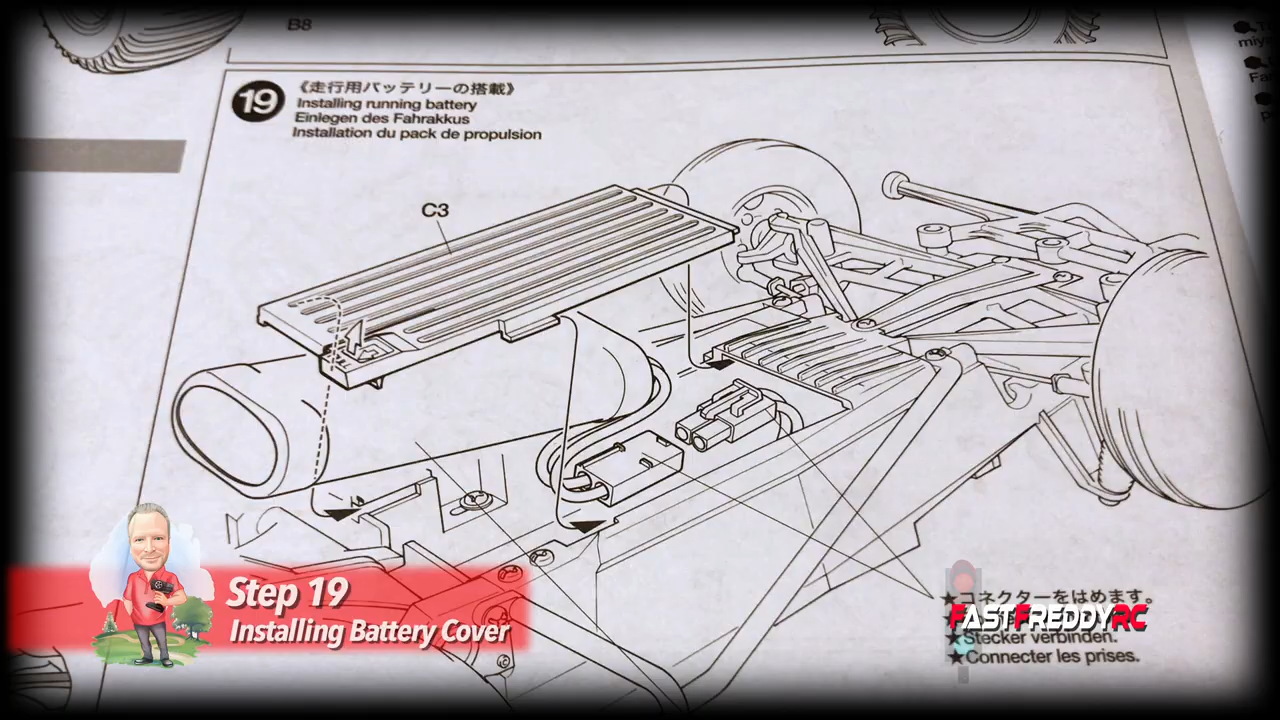 B8
19
《走行用バッテリーの搭載》
Installing running battery
Einlegen des Fahrakkus
Installation du pack de propulsion
C3
★コネクターをはめます。
FASTFREDDYRC
★Stecker verbinden.
★Connecter les prises.
Step 19
Installing Battery Cover